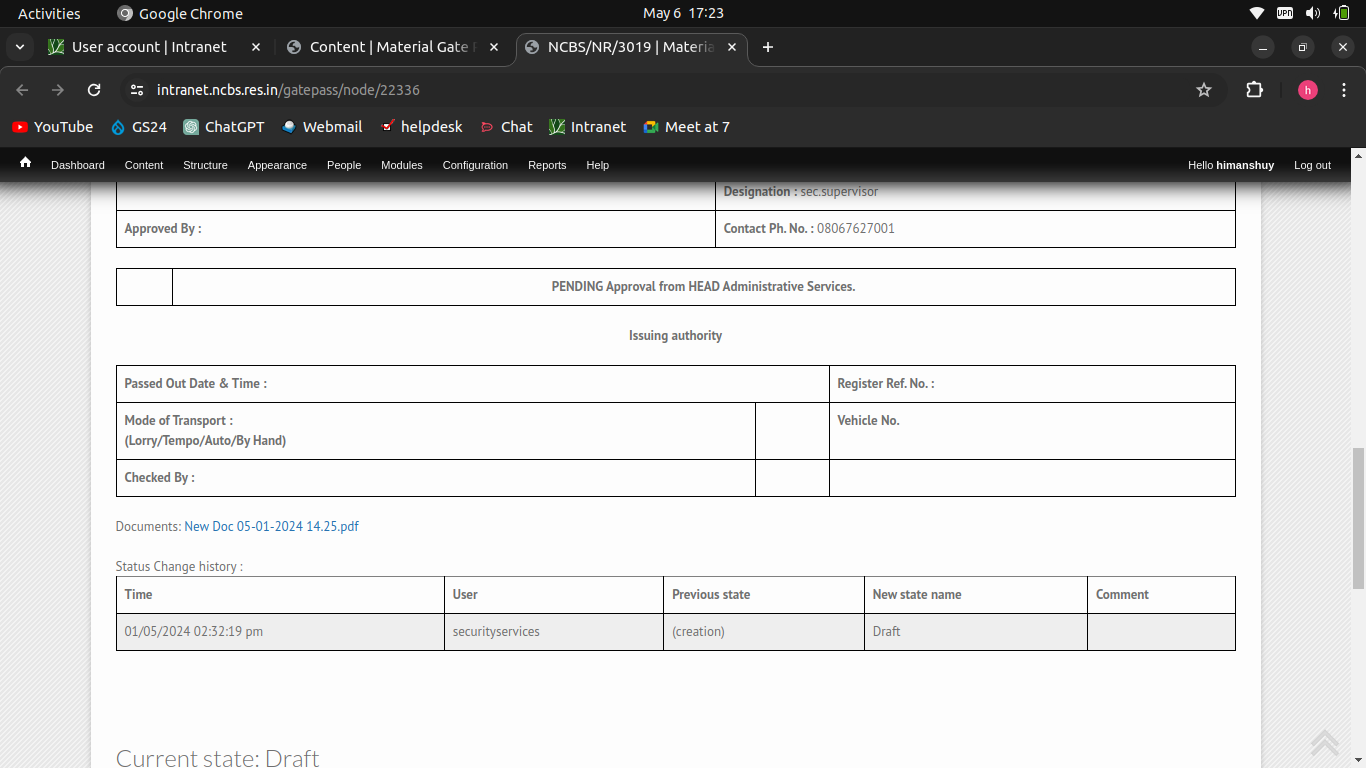 Activities Google Chrome May 6 17:23 VPN
User account | Intranet Content | Material Gate NCBS/NR/3019 | Materia
intranet.ncbs.res.in/gatepass/node/22336 h
YouTube GS24 ChatGPT Webmail helpdesk Chat Intranet Meet at 7
Dashboard Content Structure Appearance People Modules Configuration Reports Help Hello himanshuy Log out
Designation : sec.supervisor
Approved By : Contact Ph. No. : 08067627001
PENDING Approval from HEAD Administrative Services.
Issuing authority
Passed Out Date & Time : Register Ref. No. :
Mode of Transport : Vehicle No.
(Lorry/Tempo/Auto/By Hand)
Checked By :
Documents: New Doc 05-01-2024 14.25.pdf
Status Change history :
Time User Previous state New state name Comment
01/05/2024 02:32:19 pm securityservices (creation) Draft
Current state: Draft